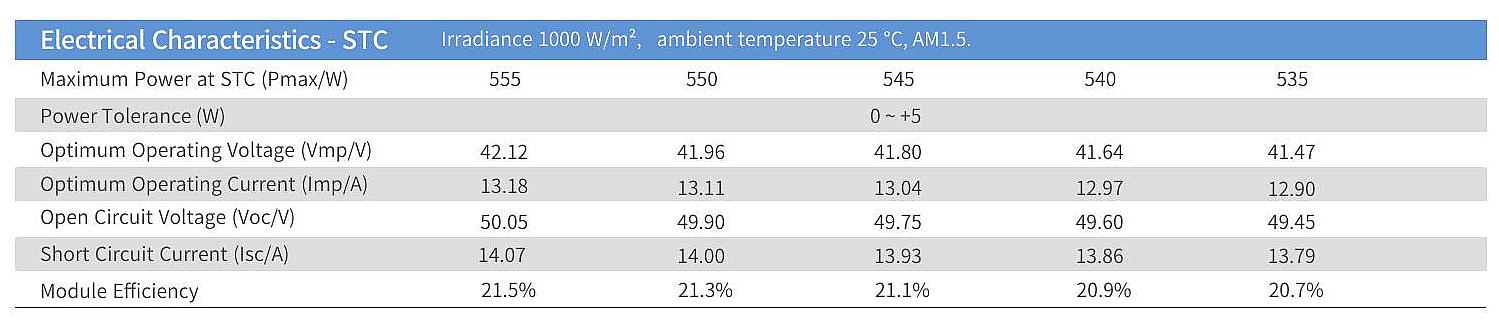 Electrical Characteristics - STC Irradiance 1000 W/m², ambient temperature 25 °C, AM1.5.
Maximum Power at STC (Pmax/W) 555 550 545 540 535
Power Tolerance (W) 0 ~ +5
Optimum Operating Voltage (Vmp/V) 42.12 41.96 41.80 41.64 41.47
Optimum Operating Current (Imp/A) 13.18 13.11 13.04 12.97 12.90
Open Circuit Voltage (Voc/V) 50.05 49.90 49.75 49.60 49.45
Short Circuit Current (Isc/A) 14.07 14.00 13.93 13.86 13.79
Module Efficiency 21.5% 21.3% 21.1% 20.9% 20.7%